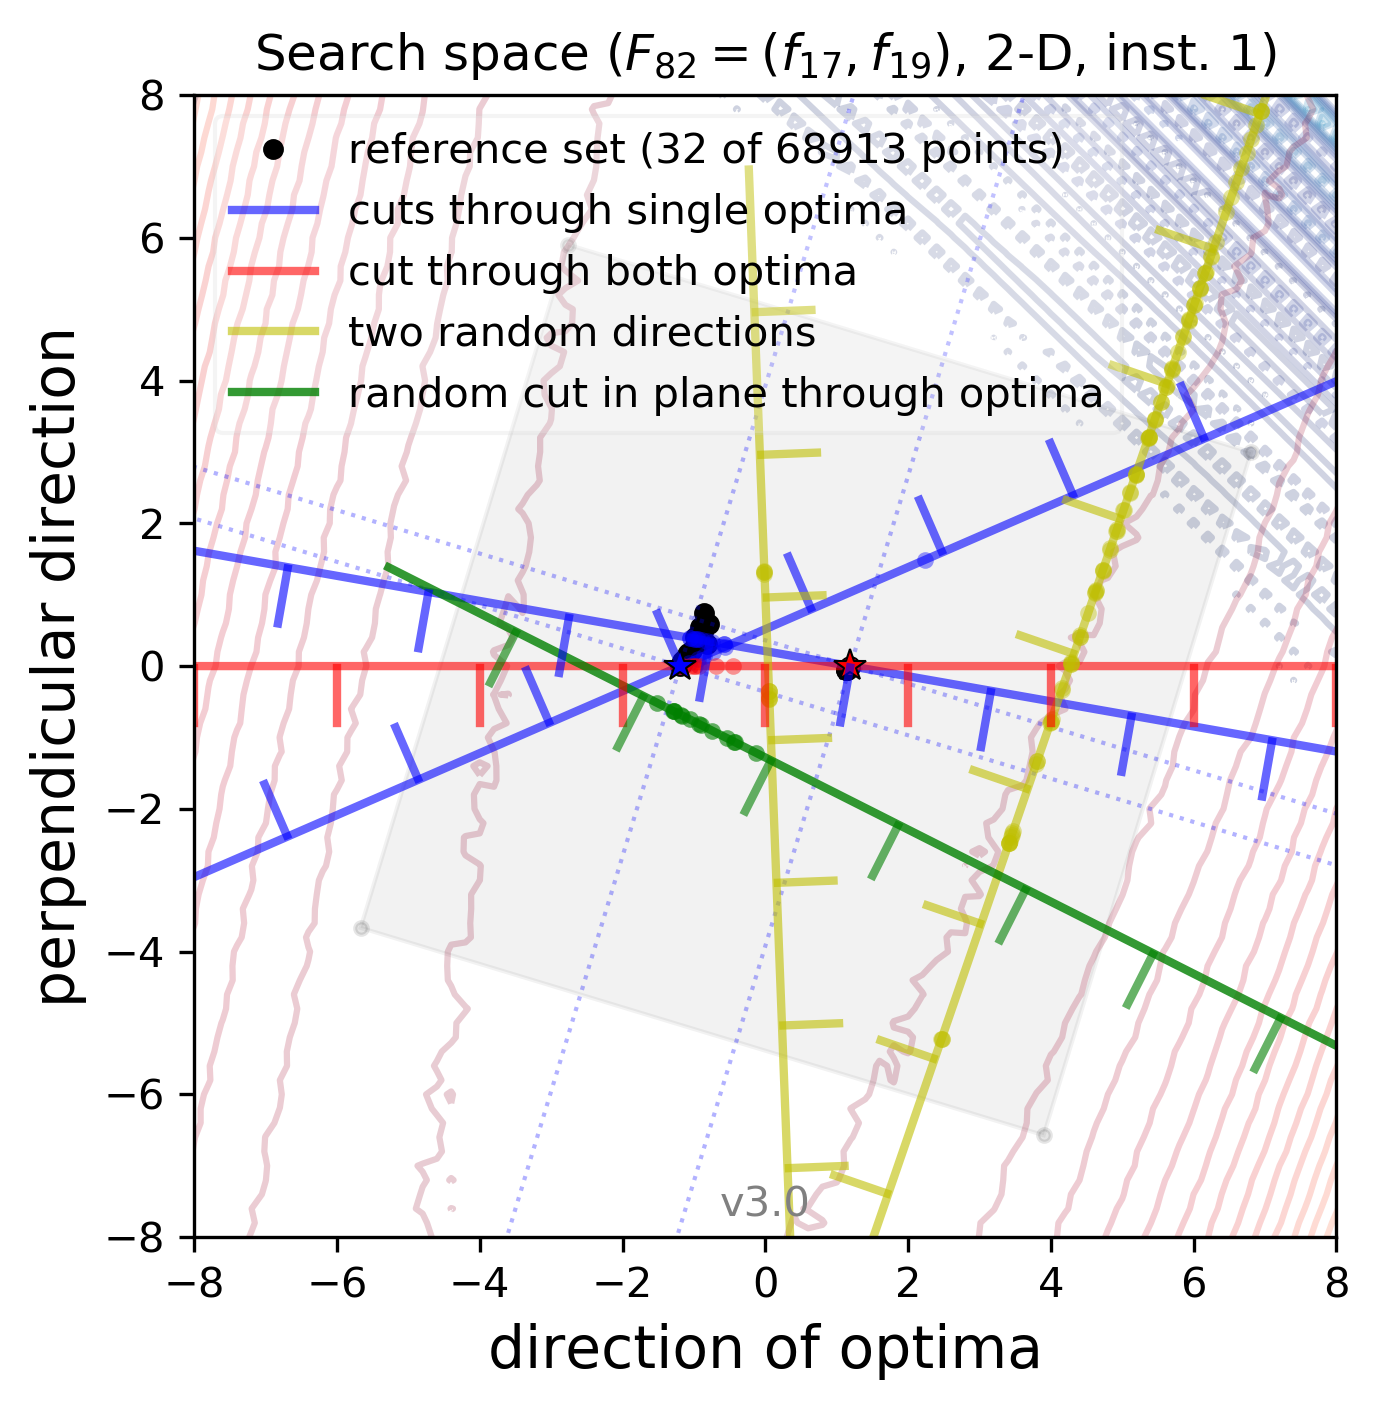 Search space (F82 = (f17, f19), 2-D, inst. 1)
reference set (32 of 68913 points)
cuts through single optima
cut through both optima
two random directions
random cut in plane through optima
perpendicular direction
8
6
4
2
0
−2
−4
−6
−8
v3.0
−8 −6 −4 −2 0 2 4 6 8
direction of optima